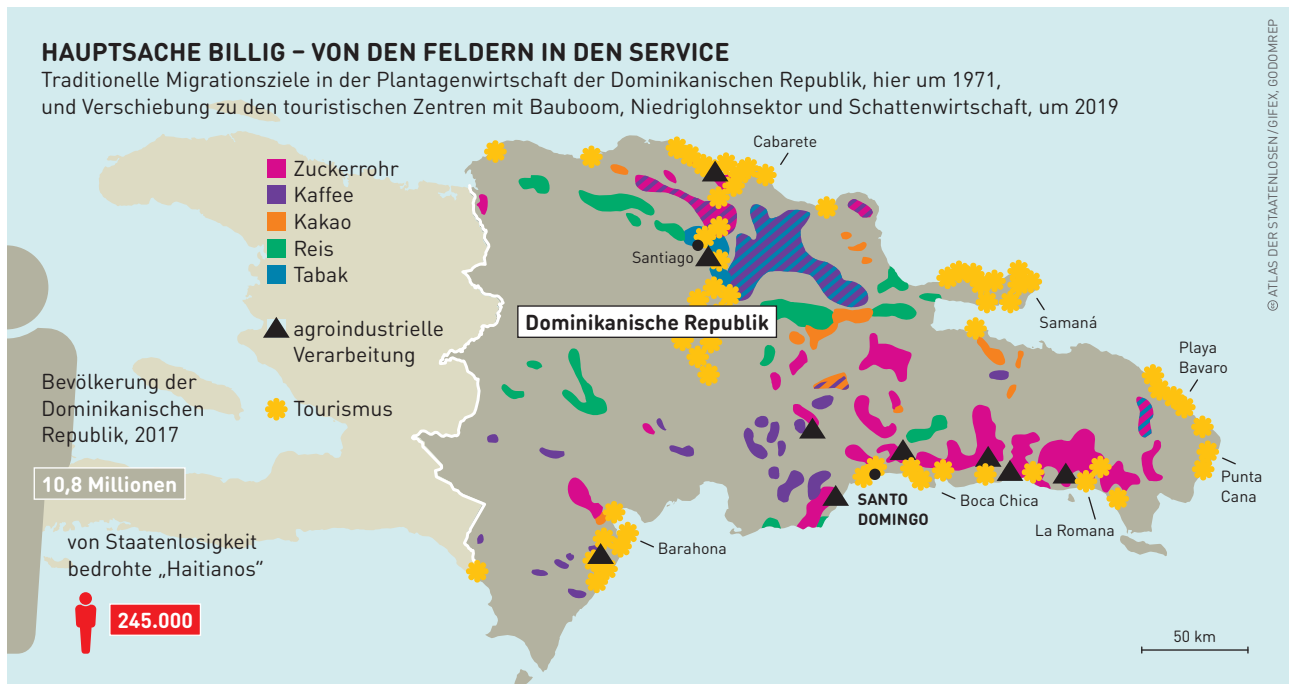 HAUPTSACHE BILLIG – VON DEN FELDERN IN DEN SERVICE
Traditionelle Migrationsziele in der Plantagenwirtschaft der Dominikanischen Republik, hier um 1971,
und Verschiebung zu den touristischen Zentren mit Bauboom, Niedriglohnsektor und Schattenwirtschaft, um 2019
© ATLAS DER STAATENLOSEN / GIFEX, GODOMREP
Zuckerrohr
Kaffee
Kakao
Reis
Tabak
agroindustrielle
Verarbeitung
Tourismus
Bevölkerung der
Dominikanischen
Republik, 2017
10,8 Millionen
von Staatenlosigkeit
bedrohte „Haitianos“
245.000
Cabarete
Santiago
Dominikanische Republik
Samaná
Playa
Bavaro
Punta
Cana
SANTO
DOMINGO
Boca Chica
La Romana
Barahona
50 km